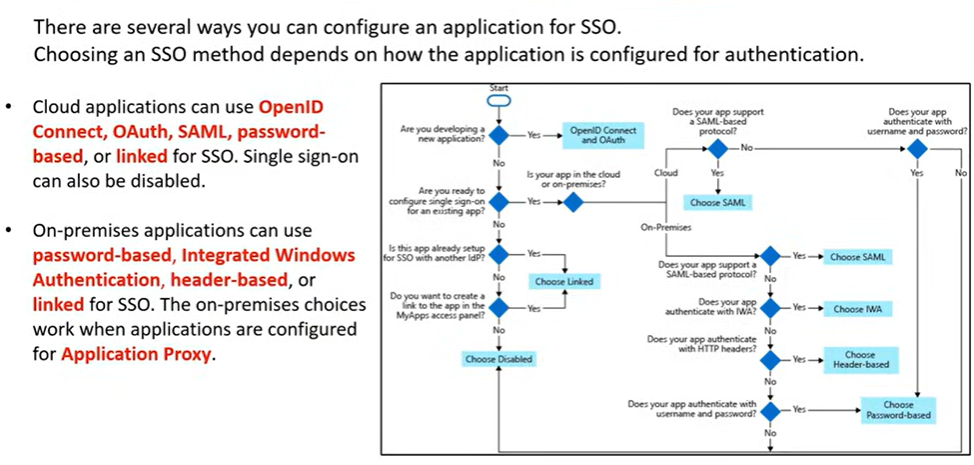 There are several ways you can configure an application for SSO.
Choosing an SSO method depends on how the application is configured for authentication.
• Cloud applications can use OpenID
Connect, OAuth, SAML, password-
based, or linked for SSO. Single sign-on
can also be disabled.
• On-premises applications can use
password-based, Integrated Windows
Authentication, header-based, or
linked for SSO. The on-premises choices
work when applications are configured
for Application Proxy.
Start
Are you developing a
new application?
Yes
OpenID Connect
and OAuth
No
Are you ready to
configure single sign-on
for an existing app?
Yes
Is your app in the cloud
or on-premises?
No
Is this app already setup
for SSO with another IdP?
Yes
No
Choose Linked
Do you want to create a
link to the app in the
MyApps access panel?
Yes
No
Choose Disabled
Cloud
Does your app support
a SAML-based
protocol?
No
Yes
Choose SAML
Does your app
authenticate with
username and password?
Yes
No
On-Premises
Does your app support a
SAML-based protocol?
Yes
Choose SAML
No
Does your app
authenticate with IWA?
Yes
Choose IWA
No
Does your app authenticate
with HTTP headers?
Yes
Choose
Header-based
No
Does your app authenticate with
username and password?
Yes
Choose
Password-based
No